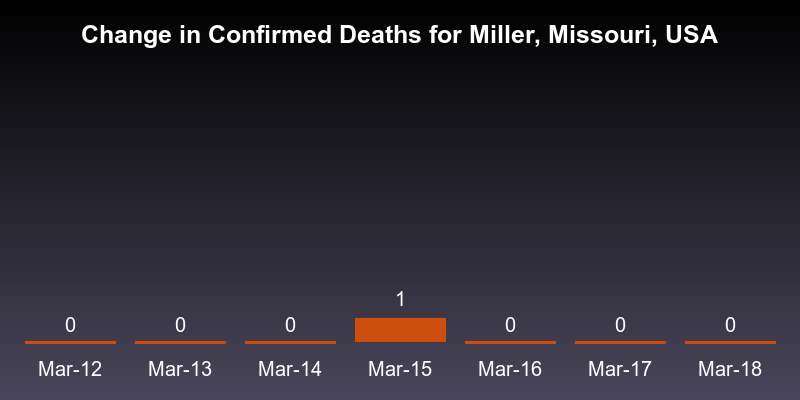 Change in Confirmed Deaths for Miller, Missouri, USA
1
0 0 0 0 0 0
Mar-12 Mar-13 Mar-14 Mar-15 Mar-16 Mar-17 Mar-18